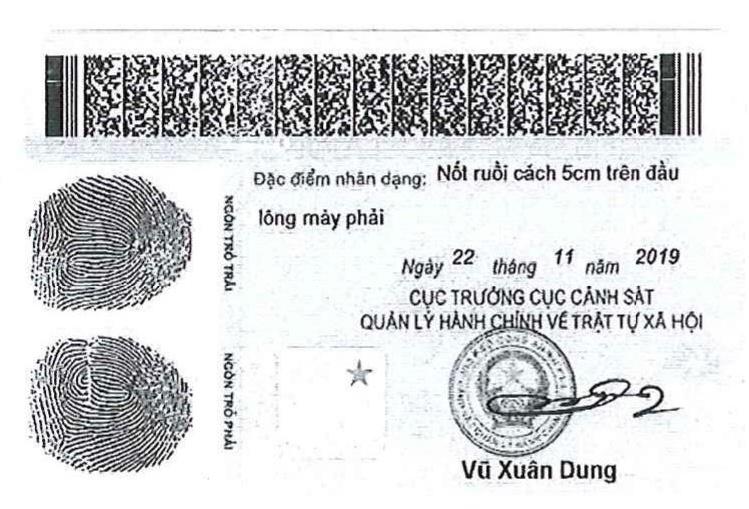 Đặc điểm nhân dạng: Nốt ruồi cách 5cm trên đầu
lông mày phải
Ngày 22 tháng 11 năm 2019
CỤC TRƯỞNG CỤC CẢNH SÁT
QUẢN LÝ HÀNH CHÍNH VỀ TRẬT TỰ XÃ HỘI
Vũ Xuân Dung
NGÓN TRỎ TRÁI
NGÓN TRỎ PHẢI